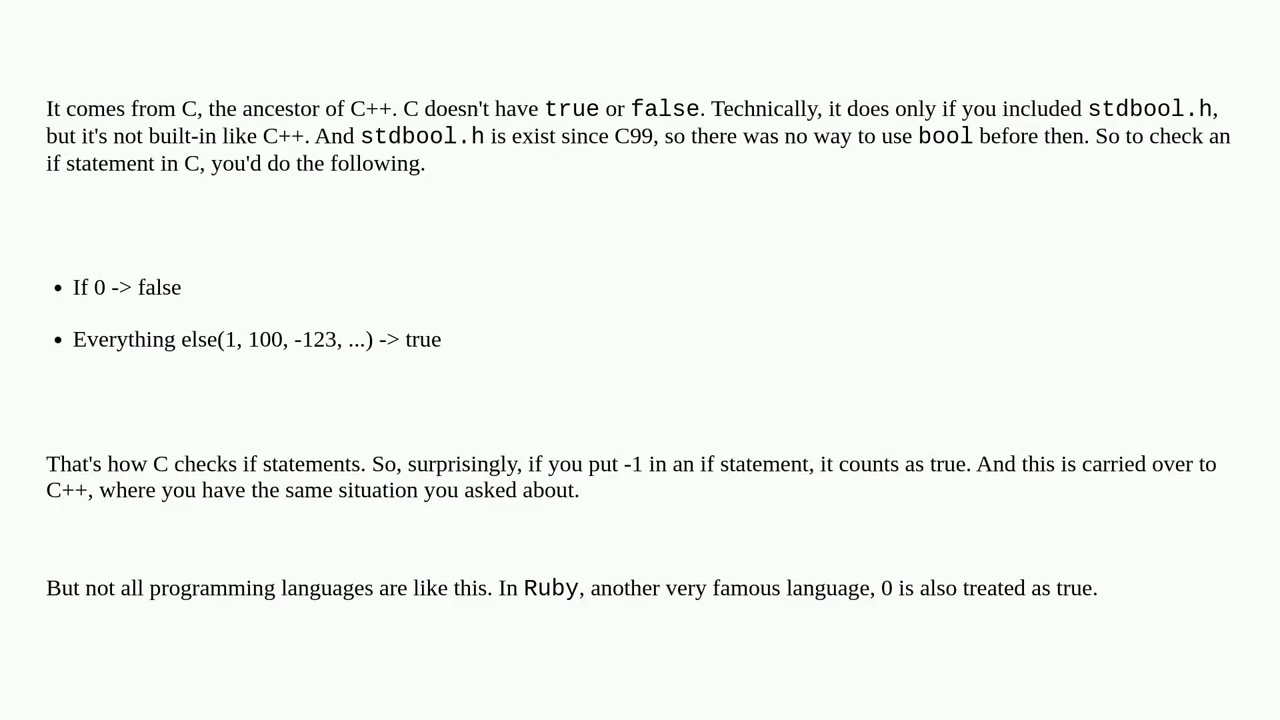 It comes from C, the ancestor of C++. C doesn't have true or false. Technically, it does only if you included stdbool.h,
but it's not built-in like C++. And stdbool.h is exist since C99, so there was no way to use bool before then. So to check an
if statement in C, you'd do the following.
• If 0 -> false
• Everything else(1, 100, -123, ...) -> true
That's how C checks if statements. So, surprisingly, if you put -1 in an if statement, it counts as true. And this is carried over to
C++, where you have the same situation you asked about.
But not all programming languages are like this. In Ruby, another very famous language, 0 is also treated as true.